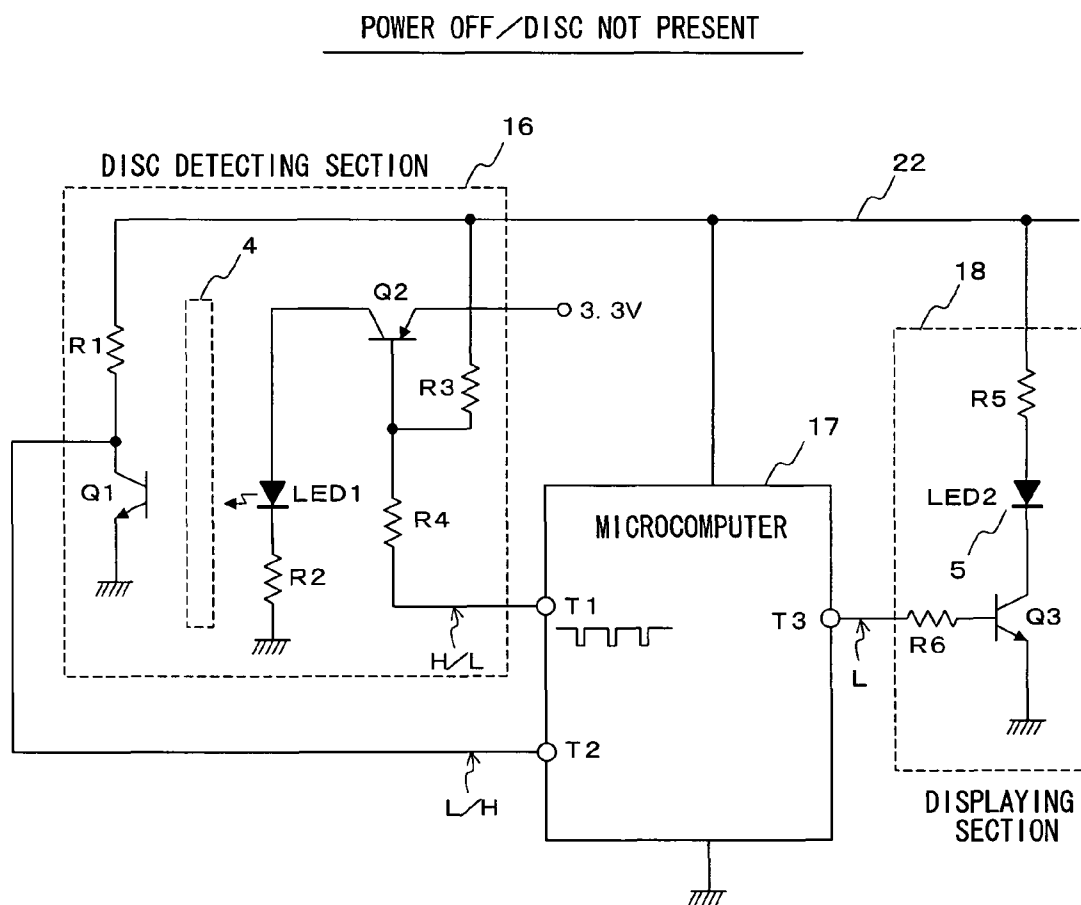 POWER OFF/DISC NOT PRESENT
16
DISC DETECTING SECTION
22
4
18
Q2
3.3V
R1
R3
R5
17
Q1
LED1
R4
LED2
MICROCOMPUTER
5
R2
T1
T3
Q3
R6
H/L
L
T2
L/H
DISPLAYING
SECTION